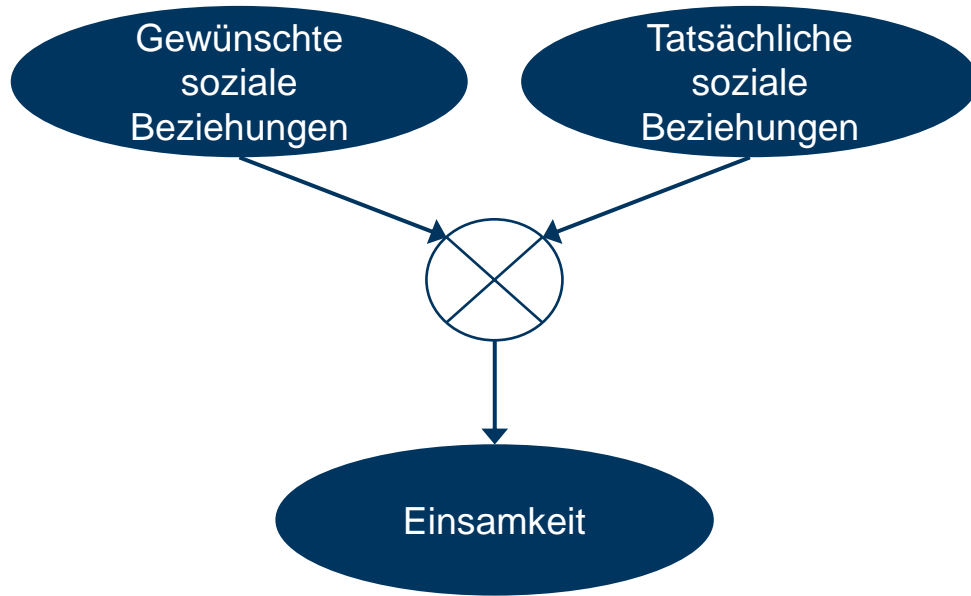 Gewünschte
soziale
Beziehungen
Tatsächliche
soziale
Beziehungen
Einsamkeit